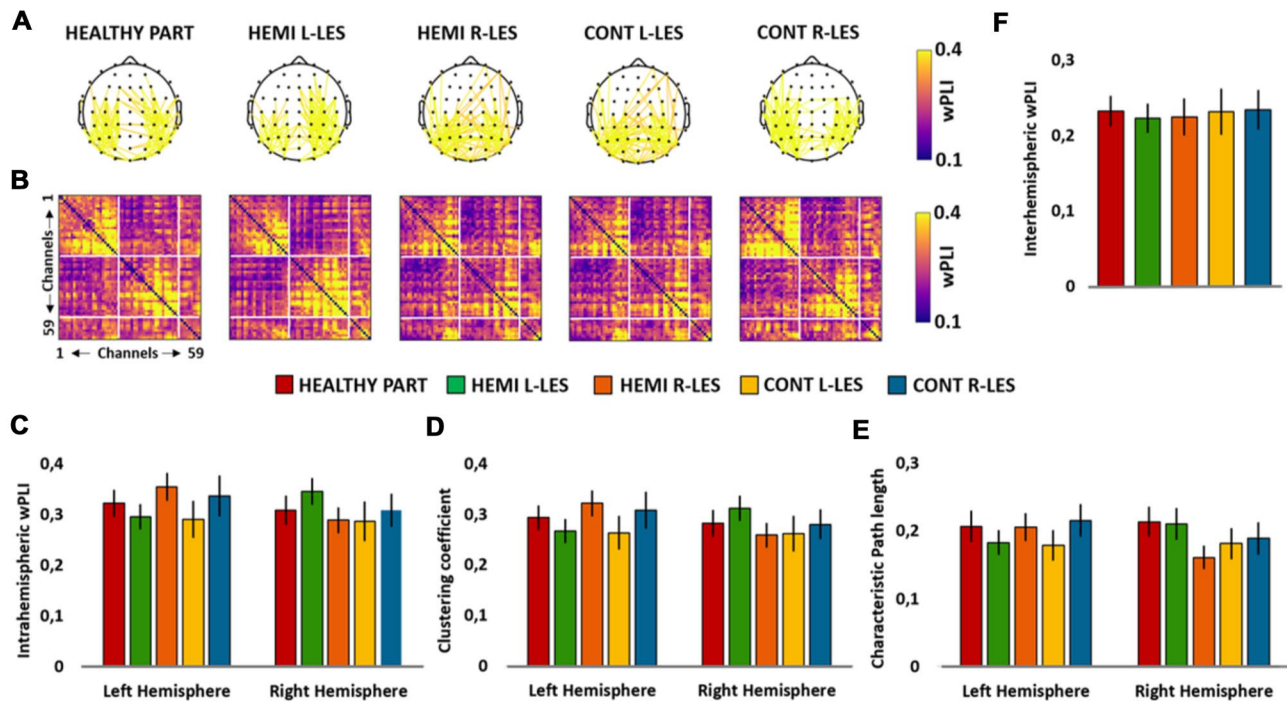 A
HEALTHY PART
HEMI L-LES
HEMI R-LES
CONT L-LES
CONT R-LES
0.4
wPLI
0.1
B
1
Channels
59
1 ← Channels → 59
0.4
wPLI
0.1
HEALTHY PART HEMI L-LES HEMI R-LES CONT L-LES CONT R-LES
F
Interhemispheric wPLI
0,3
0,2
0,1
0
C
Intrahemispheric wPLI
0,4
0,3
0,2
0,1
0
Left Hemisphere Right Hemisphere
D
Clustering coefficient
0,4
0,3
0,2
0,1
0
Left Hemisphere Right Hemisphere
E
Characteristic Path length
0,3
0,2
0,1
0
Left Hemisphere Right Hemisphere